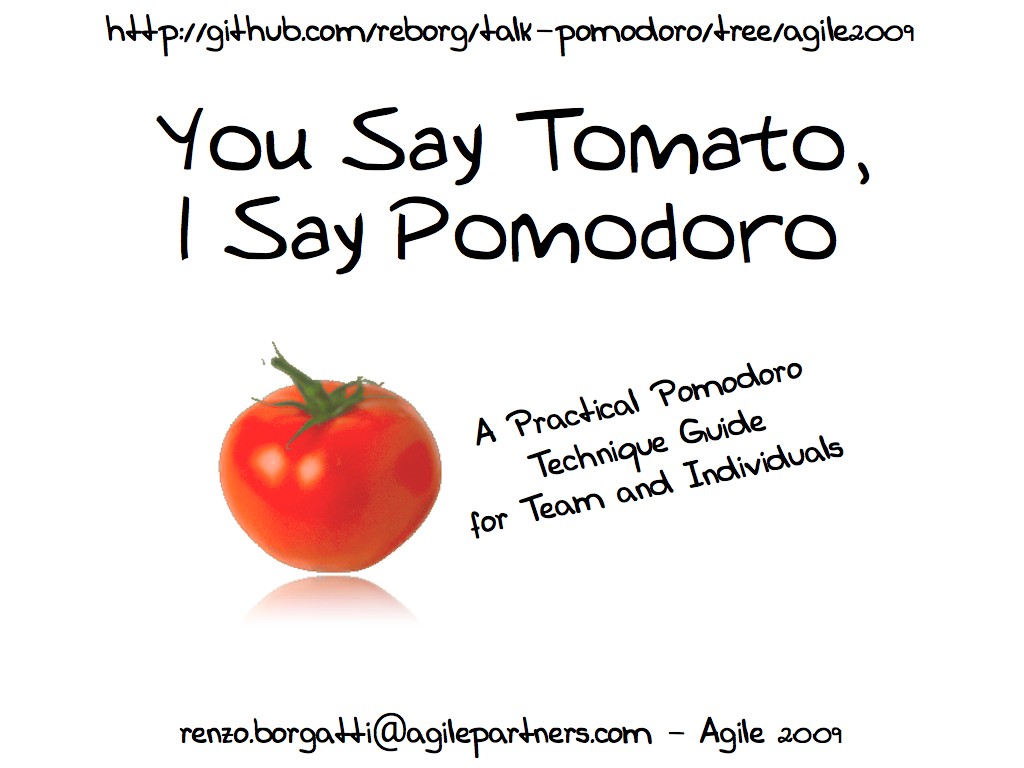 http://github.com/reborg/talk-pomodoro/tree/agile2009
You Say Tomato,
I Say Pomodoro
A Practical Pomodoro
Technique Guide
for Team and Individuals
renzo.borgatti@agilepartners.com - Agile 2009